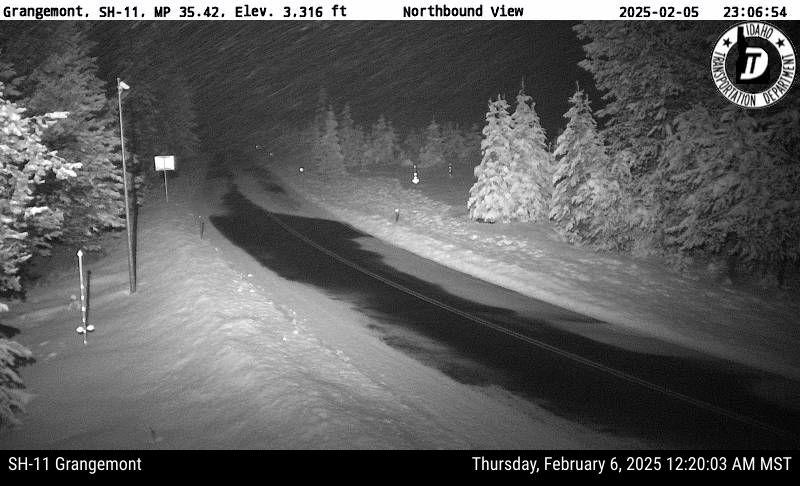 Grangemont, SH-11, MP 35.42, Elev. 3,316 ft Northbound View 2025-02-05 23:06:54
IDAHO
TRANSPORTATION DEPARTMENT
SH-11 Grangemont Thursday, February 6, 2025 12:20:03 AM MST